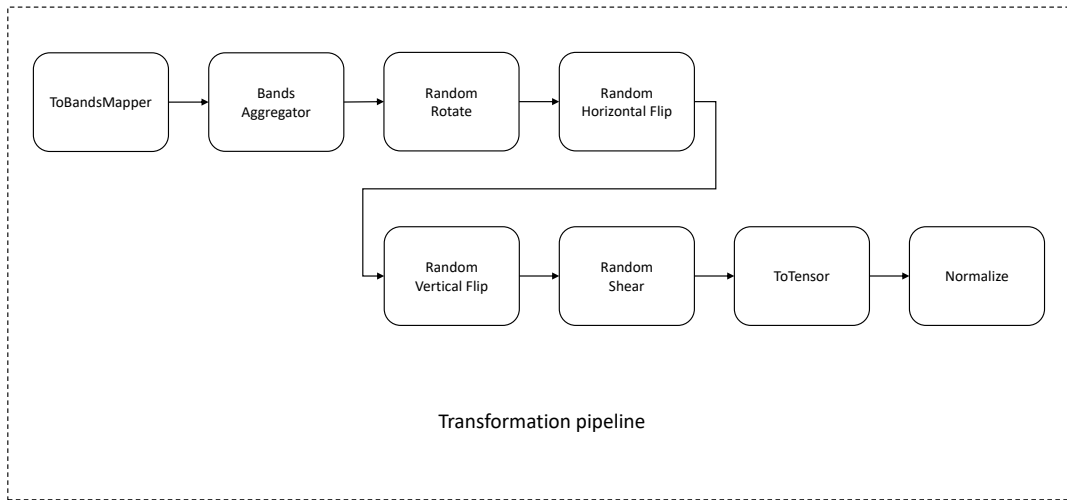 ToBandsMapper
Bands
Aggregator
Random
Rotate
Random
Horizontal Flip
Random
Vertical Flip
Random
Shear
ToTensor
Normalize
Transformation pipeline